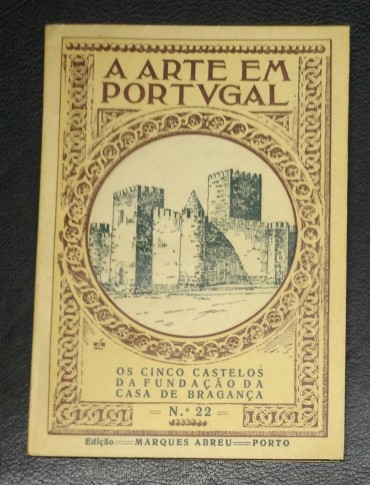 A ARTE EM
PORTVGAL
OS CINCO CASTELOS
DA FUNDAÇÃO DA
CASA DE BRAGANÇA
N.º 22
Edição MARQUES ABREU PORTO